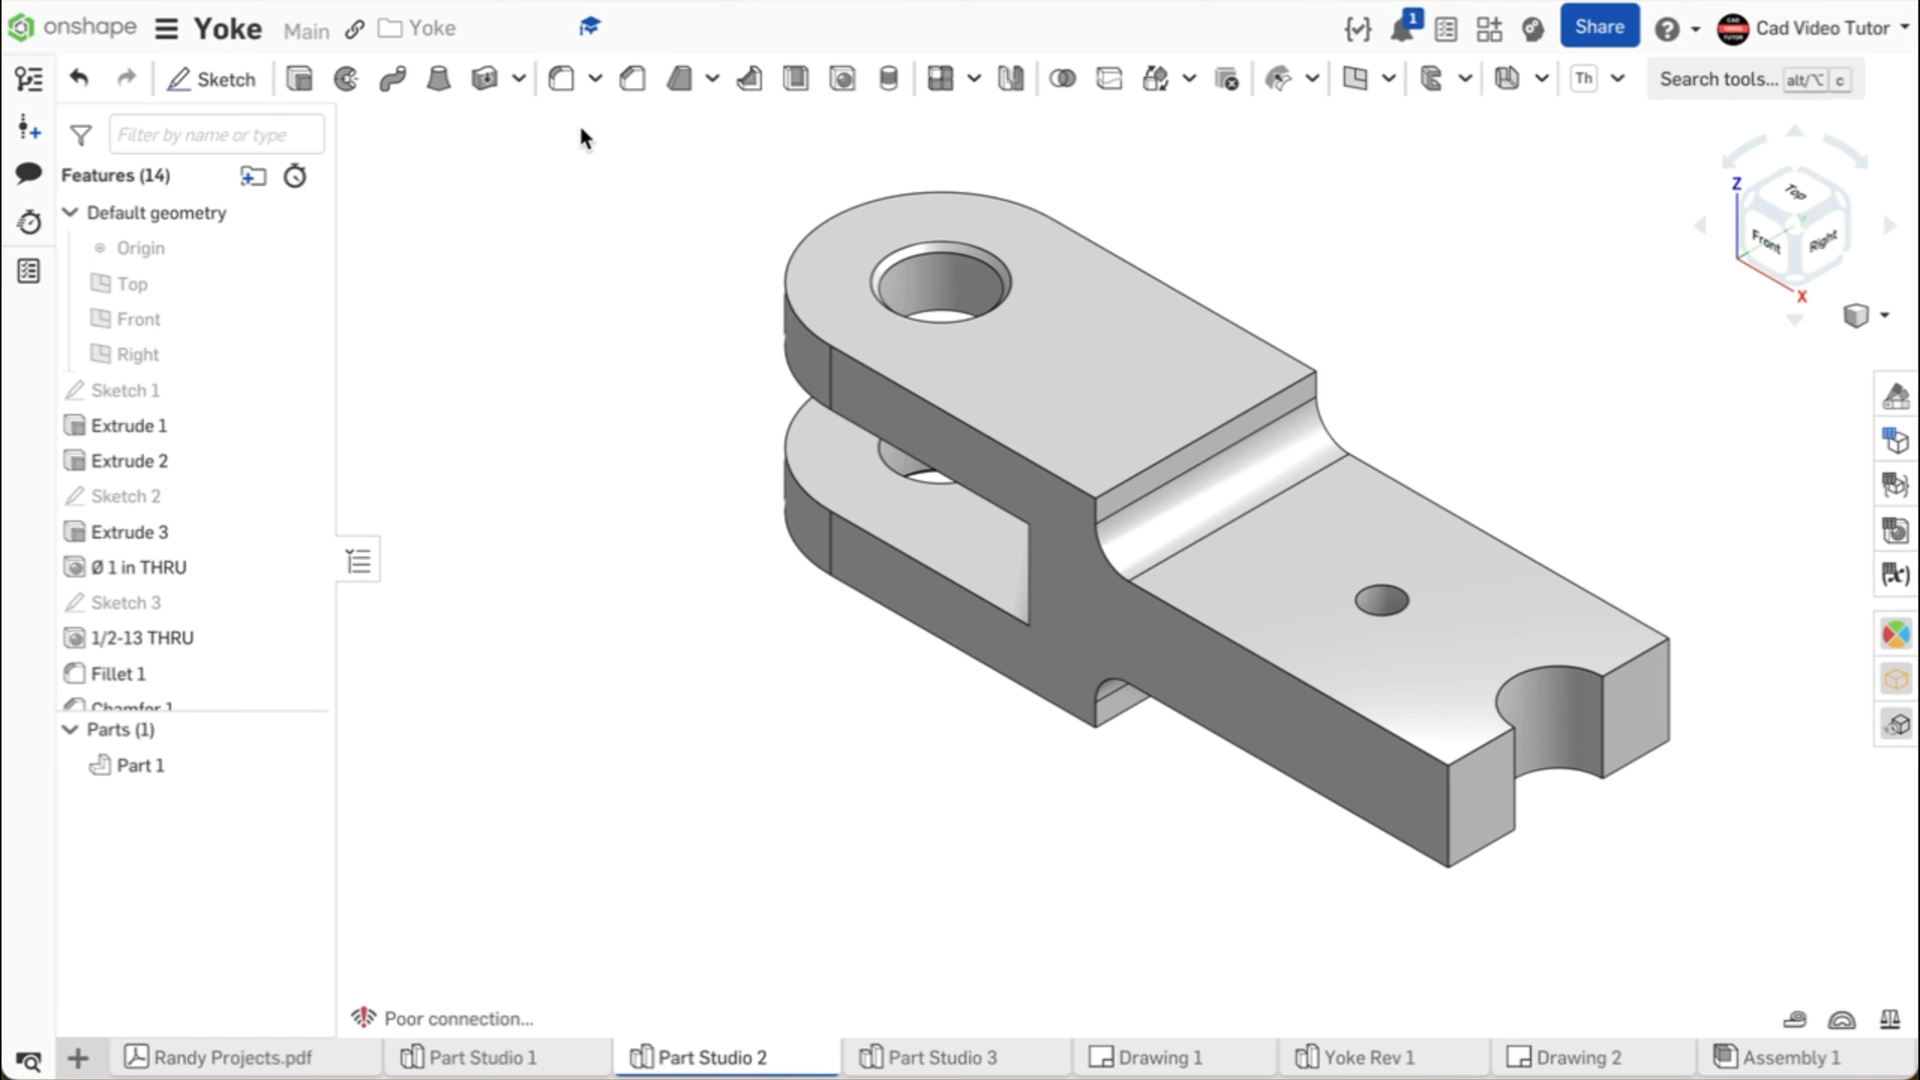 onshape Yoke Main Yoke 1 Share Cad Video Tutor
Sketch Th Search tools... alt/⌥ c
Filter by name or type
Features (14)
Default geometry
Origin
Top
Front
Right
Sketch 1
Extrude 1
Extrude 2
Sketch 2
Extrude 3
Ø 1 in THRU
Sketch 3
1/2-13 THRU
Fillet 1
Chamfer 1
Parts (1)
Part 1
Z
Top
Y
Front Right
X
(x)
Poor connection...
Randy Projects.pdf Part Studio 1 Part Studio 2 Part Studio 3 Drawing 1 Yoke Rev 1 Drawing 2 Assembly 1